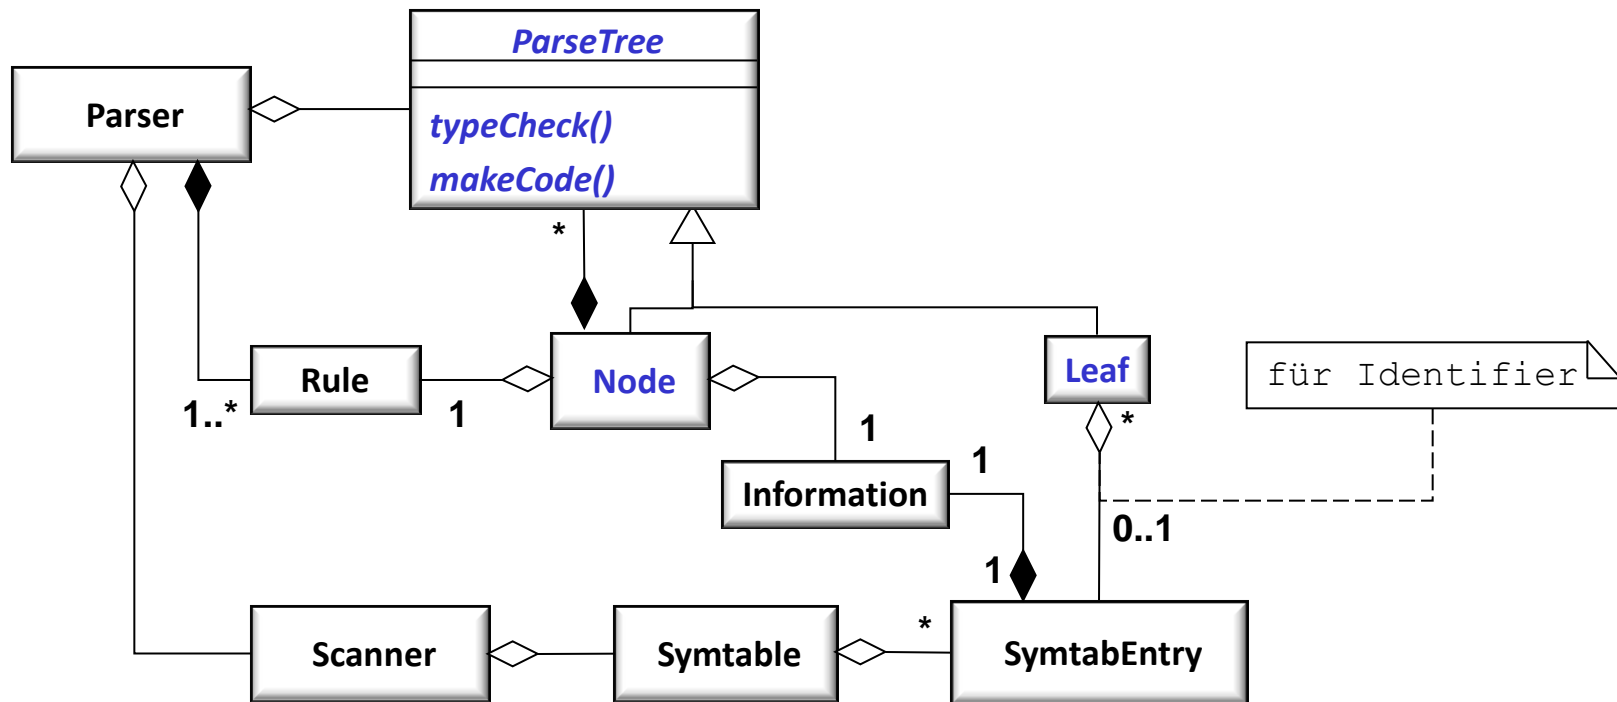 ParseTree
Parser
typeCheck()
makeCode()
*
Rule
1..*
1
Node
Leaf
für Identifier
*
1
Information
1
0..1
1
Scanner
Symtable
*
SymtabEntry